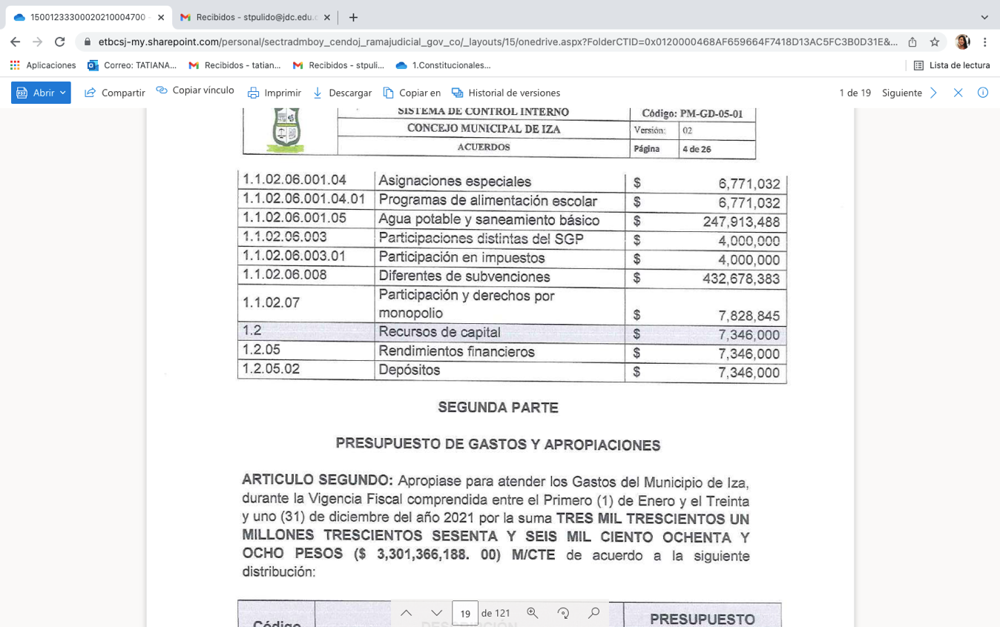 15001233300020210004700 -
Recibidos - stpulido@jdc.edu.c
etbcsj-my.sharepoint.com/personal/sectradmboy_cendoj_ramajudicial_gov_co/_layouts/15/onedrive.aspx?FolderCTID=0x0120000468AF659664F7418D13AC5FC3B0D31E&...
Aplicaciones
Correo: TATIANA...
Recibidos - tatian...
Recibidos - stpuli...
1.Constitucionales...
Lista de lectura
Abrir
Compartir
Copiar vínculo
Imprimir
Descargar
Copiar en
Historial de versiones
1 de 19
Siguiente
SISTEMA DE CONTROL INTERNO
Código: PM-GD-05-01
CONCEJO MUNICIPAL DE IZA
Versión: 02
ACUERDOS
Página 4 de 26
1.1.02.06.001.04 Asignaciones especiales $ 6,771,032
1.1.02.06.001.04.01 Programas de alimentación escolar $ 6,771,032
1.1.02.06.001.05 Agua potable y saneamiento básico $ 247,913,488
1.1.02.06.003 Participaciones distintas del SGP $ 4,000,000
1.1.02.06.003.01 Participación en impuestos $ 4,000,000
1.1.02.06.008 Diferentes de subvenciones $ 432,678,383
1.1.02.07 Participación y derechos por
monopolio $ 7,828,845
1.2 Recursos de capital $ 7,346,000
1.2.05 Rendimientos financieros $ 7,346,000
1.2.05.02 Depósitos $ 7,346,000
SEGUNDA PARTE
PRESUPUESTO DE GASTOS Y APROPIACIONES
ARTICULO SEGUNDO: Apropiase para atender los Gastos del Municipio de Iza,
durante la Vigencia Fiscal comprendida entre el Primero (1) de Enero y el Treinta
y uno (31) de diciembre del año 2021 por la suma TRES MIL TRESCIENTOS UN
MILLONES TRESCIENTOS SESENTA Y SEIS MIL CIENTO OCHENTA Y
OCHO PESOS ($ 3,301,366,188. 00) M/CTE de acuerdo a la siguiente
distribución:
Código
DESCRIPCIÓN
PRESUPUESTO
19 de 121